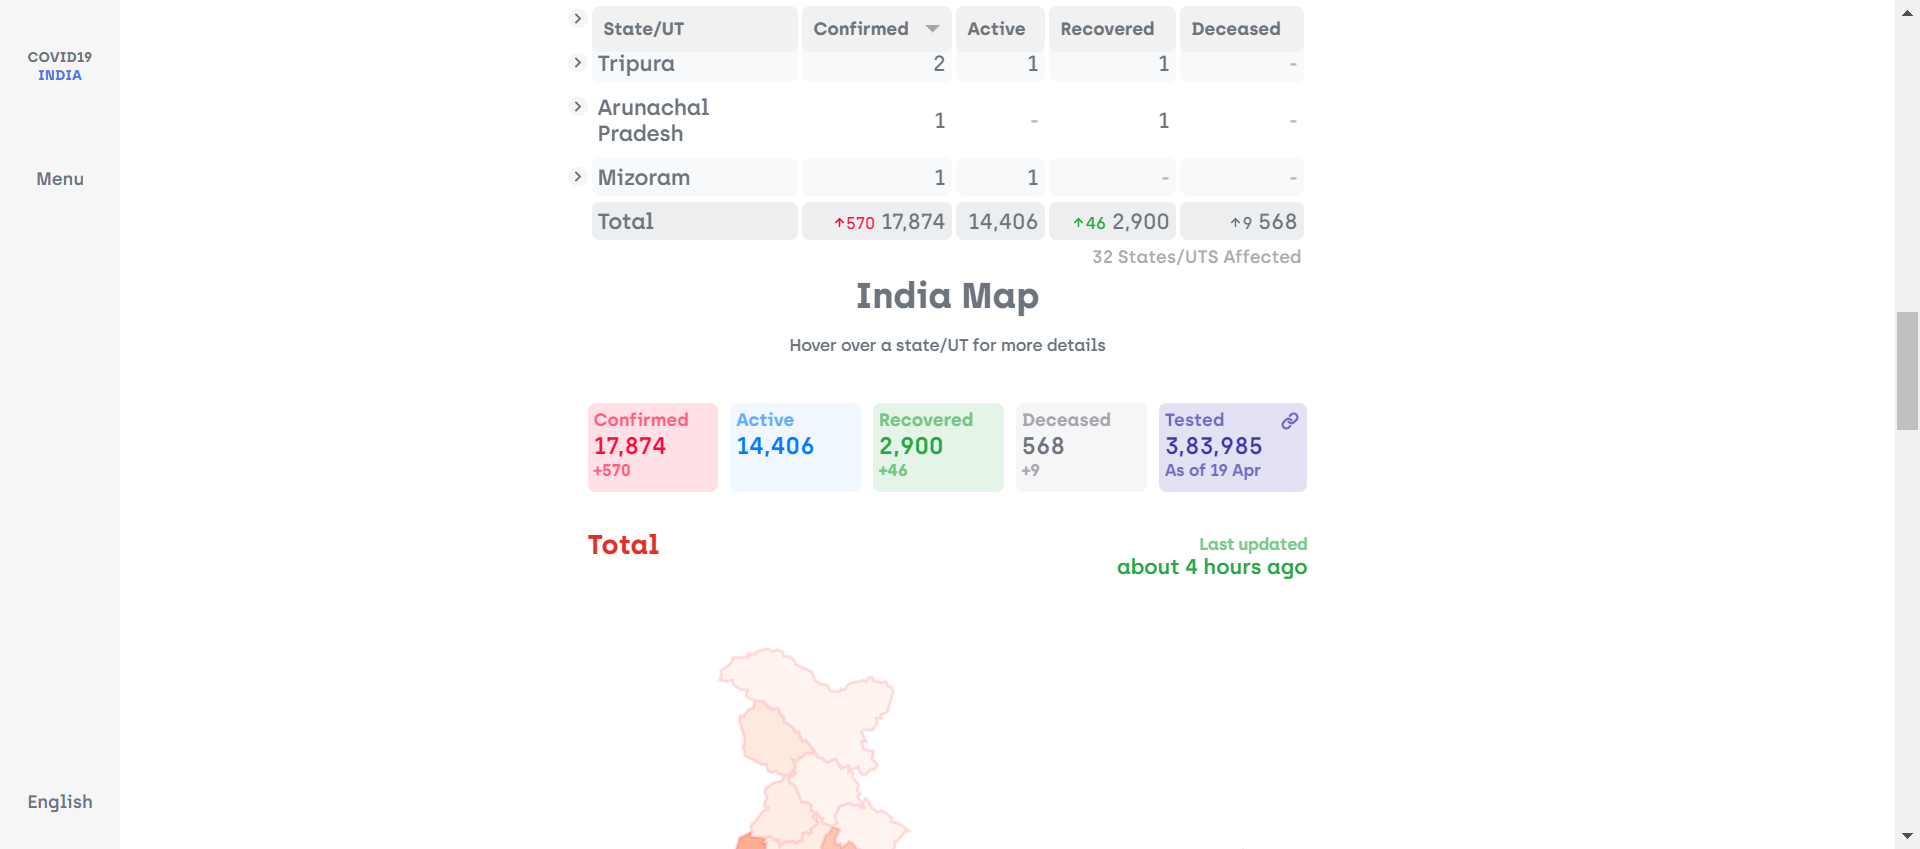 COVID19
INDIA
Menu
English
State/UT Confirmed Active Recovered Deceased
Tripura 2 1 1 -
Arunachal
Pradesh 1 - 1 -
Mizoram 1 1 - -
Total ↑570 17,874 14,406 ↑46 2,900 ↑9 568
32 States/UTS Affected
India Map
Hover over a state/UT for more details
Confirmed
17,874
+570
Active
14,406
Recovered
2,900
+46
Deceased
568
+9
Tested
3,83,985
As of 19 Apr
Total
Last updated
about 4 hours ago